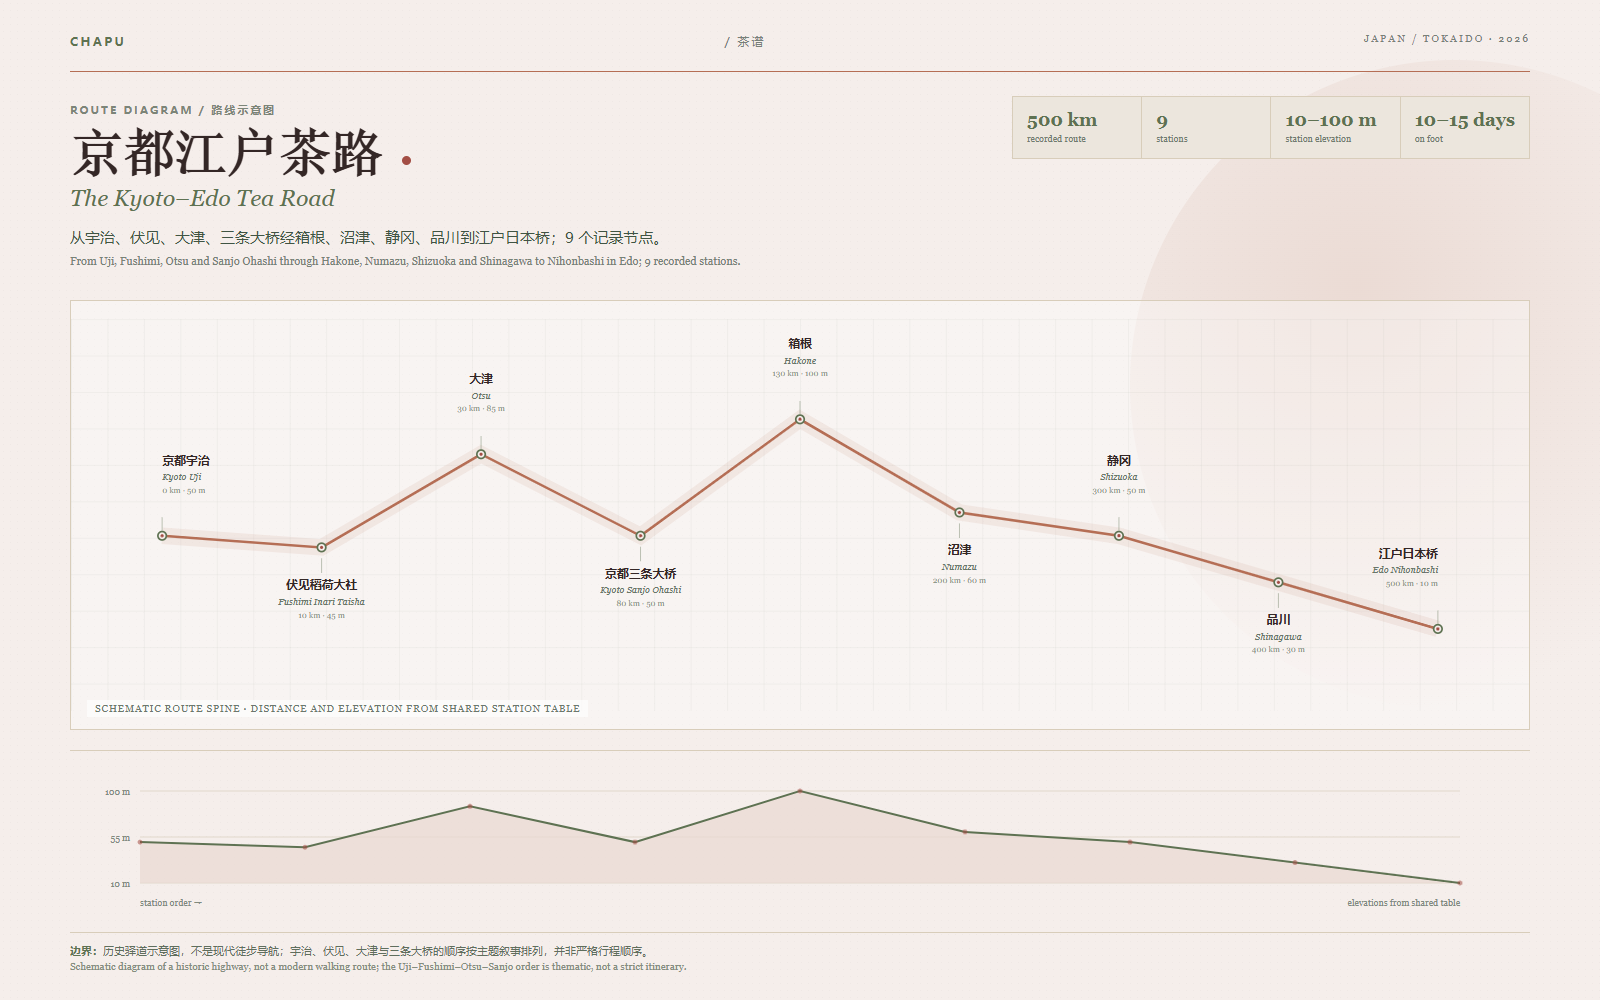 CHAPU
/ 茶谱
JAPAN / TOKAIDO · 2026
ROUTE DIAGRAM / 路线示意图
京都江户茶路
The Kyoto–Edo Tea Road
从宇治、伏见、大津、三条大桥经箱根、沼津、静冈、品川到江户日本桥；9 个记录节点。
From Uji, Fushimi, Otsu and Sanjo Ohashi through Hakone, Numazu, Shizuoka and Shinagawa to Nihonbashi in Edo; 9 recorded stations.
500 km
recorded route
9
stations
10–100 m
station elevation
10–15 days
on foot
京都宇治
Kyoto Uji
0 km · 50 m
伏见稻荷大社
Fushimi Inari Taisha
10 km · 45 m
大津
Otsu
30 km · 85 m
京都三条大桥
Kyoto Sanjo Ohashi
80 km · 50 m
箱根
Hakone
130 km · 100 m
沼津
Numazu
200 km · 60 m
静冈
Shizuoka
300 km · 50 m
品川
Shinagawa
400 km · 30 m
江户日本桥
Edo Nihonbashi
500 km · 10 m
SCHEMATIC ROUTE SPINE · DISTANCE AND ELEVATION FROM SHARED STATION TABLE
100 m
55 m
10 m
station order →
elevations from shared table
边界：历史驿道示意图，不是现代徒步导航；宇治、伏见、大津与三条大桥的顺序按主题叙事排列，并非严格行程顺序。
Schematic diagram of a historic highway, not a modern walking route; the Uji–Fushimi–Otsu–Sanjo order is thematic, not a strict itinerary.